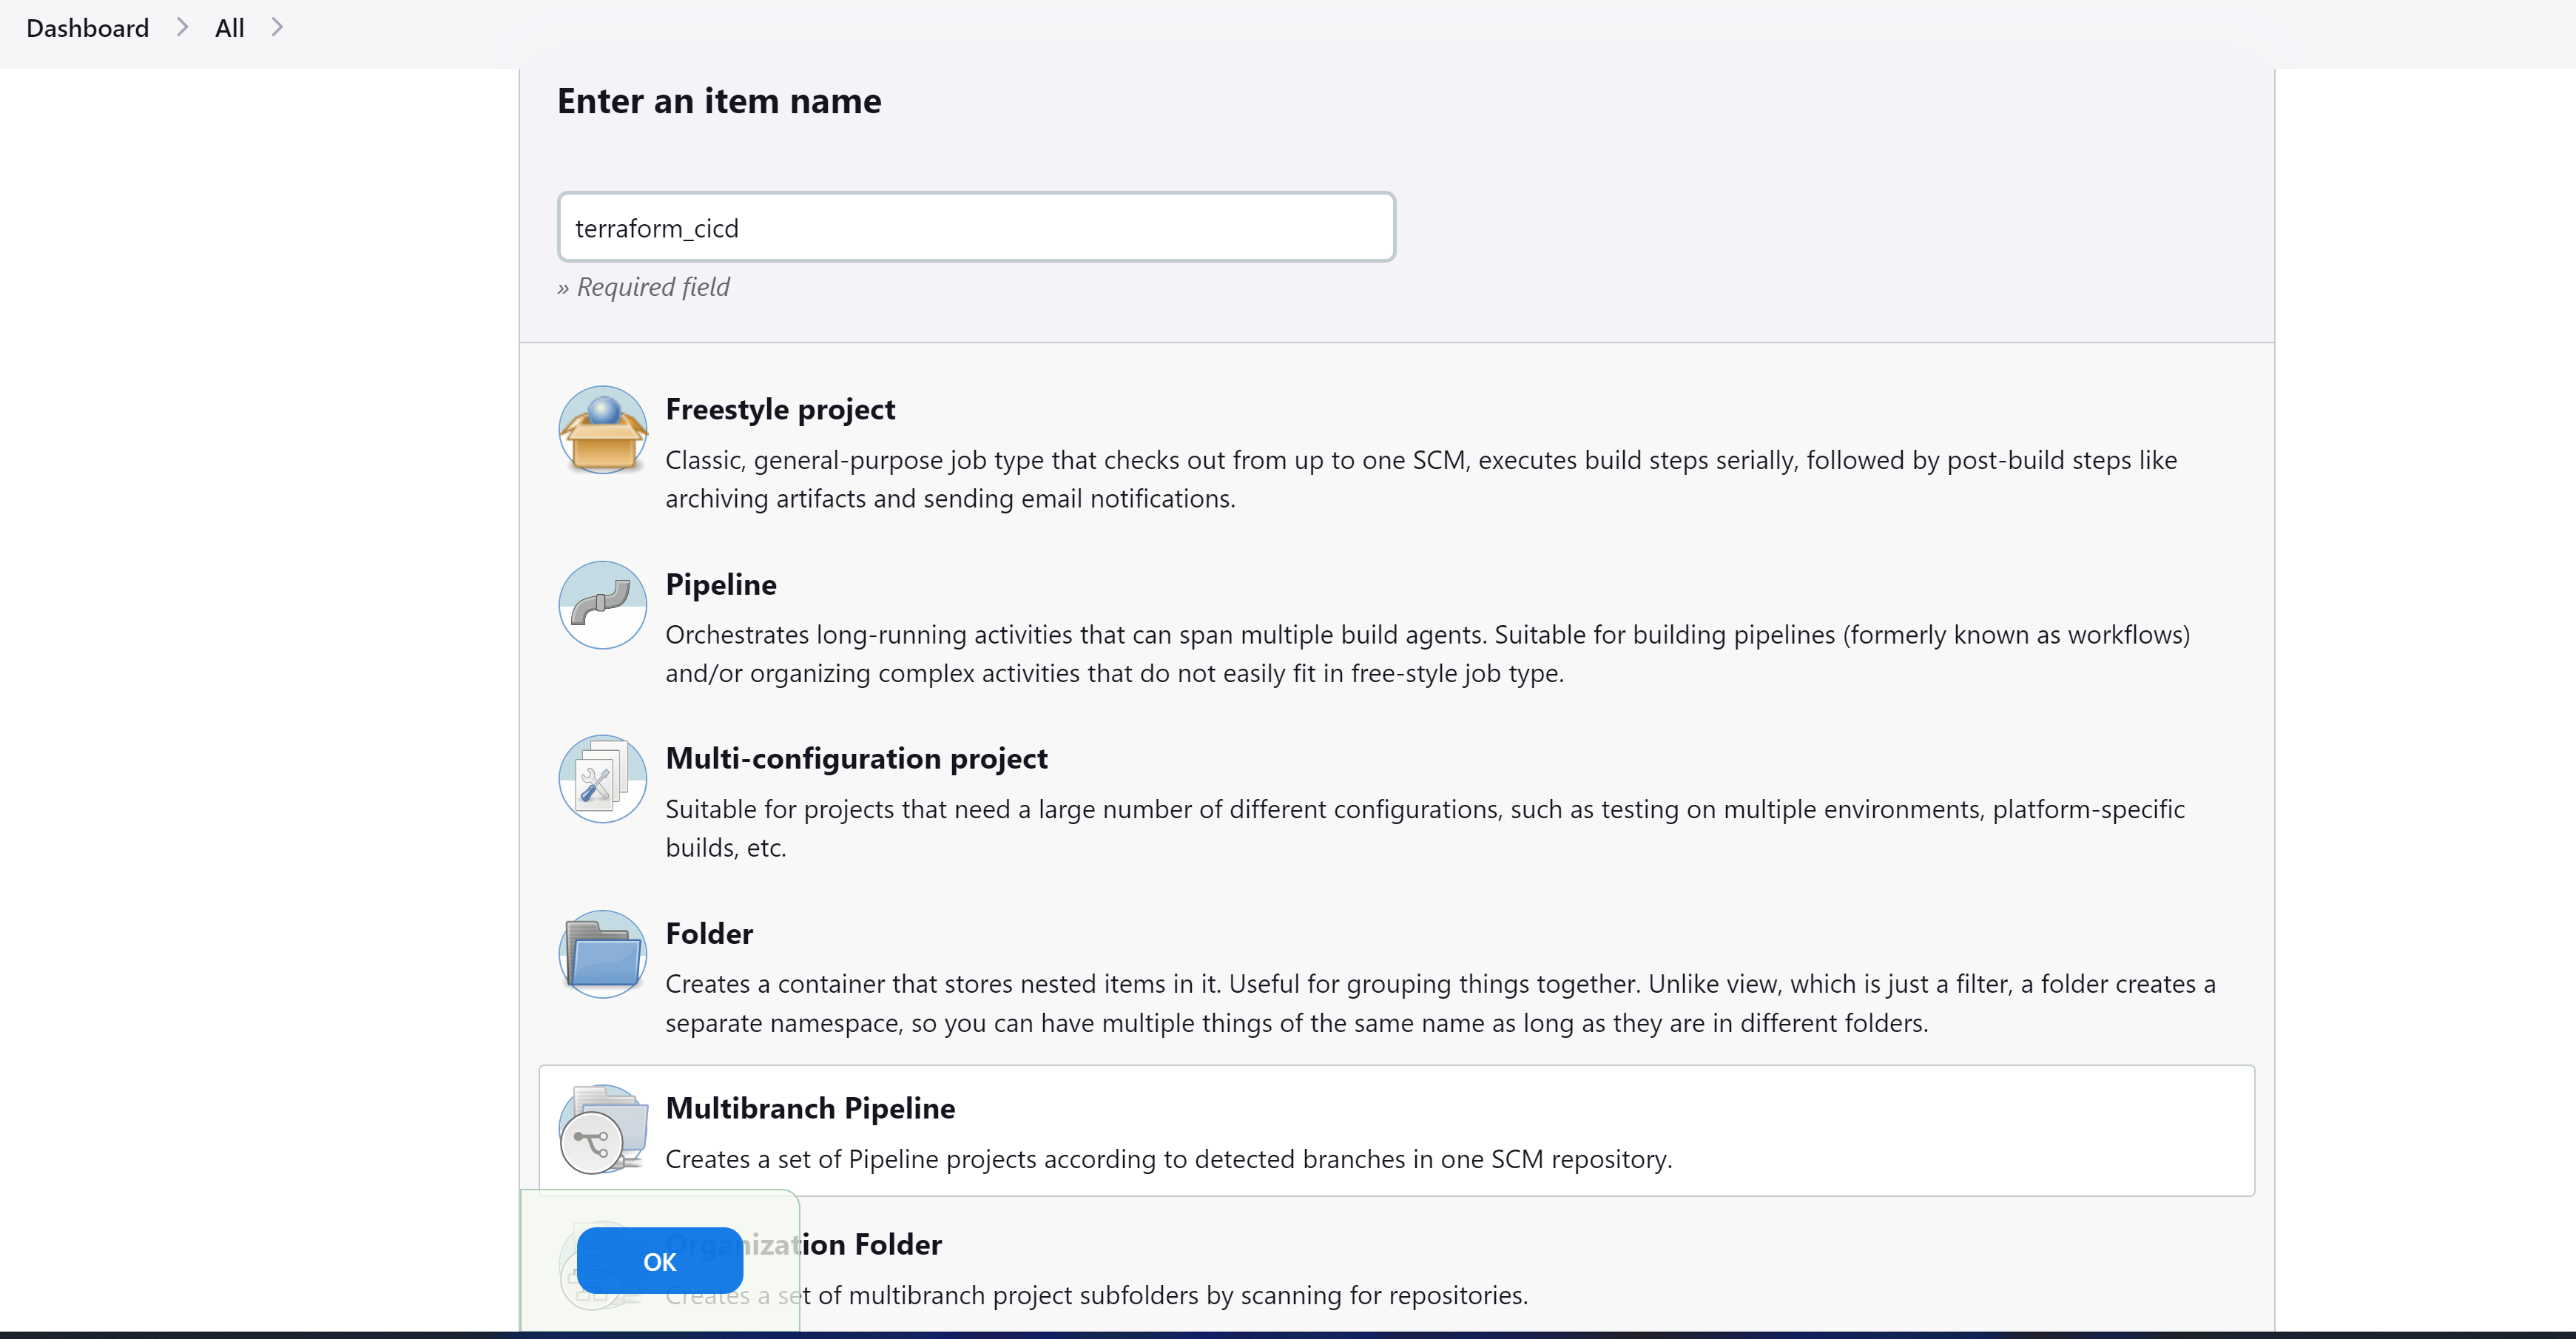 Dashboard > All >
Enter an item name
terraform_cicd
» Required field
Freestyle project
Classic, general-purpose job type that checks out from up to one SCM, executes build steps serially, followed by post-build steps like
archiving artifacts and sending email notifications.
Pipeline
Orchestrates long-running activities that can span multiple build agents. Suitable for building pipelines (formerly known as workflows)
and/or organizing complex activities that do not easily fit in free-style job type.
Multi-configuration project
Suitable for projects that need a large number of different configurations, such as testing on multiple environments, platform-specific
builds, etc.
Folder
Creates a container that stores nested items in it. Useful for grouping things together. Unlike view, which is just a filter, a folder creates a
separate namespace, so you can have multiple things of the same name as long as they are in different folders.
Multibranch Pipeline
Creates a set of Pipeline projects according to detected branches in one SCM repository.
Organization Folder
OK
Creates a set of multibranch project subfolders by scanning for repositories.